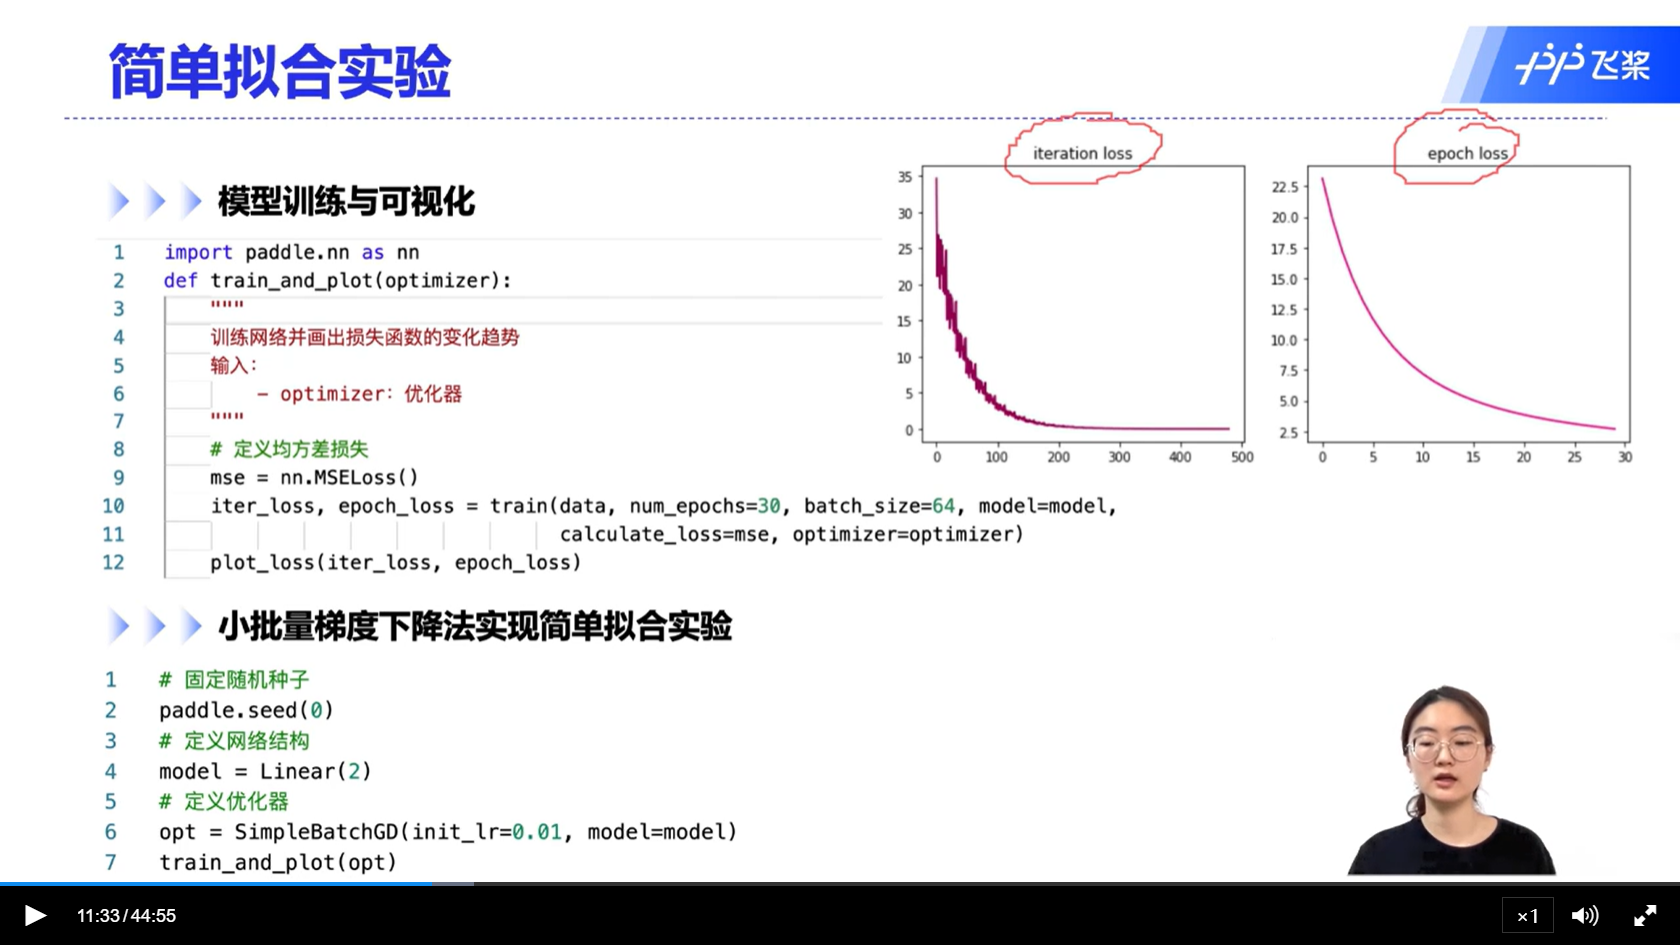 简单拟合实验
飞桨
模型训练与可视化
1 import paddle.nn as nn
2 def train_and_plot(optimizer):
3 """
4 训练网络并画出损失函数的变化趋势
5 输入:
6 - optimizer: 优化器
7 """
8 # 定义均方差损失
9 mse = nn.MSELoss()
10 iter_loss, epoch_loss = train(data, num_epochs=30, batch_size=64, model=model,
11 calculate_loss=mse, optimizer=optimizer)
12 plot_loss(iter_loss, epoch_loss)
iteration loss
35
30
25
20
15
10
5
0
0 100 200 300 400 500
epoch loss
22.5
20.0
17.5
15.0
12.5
10.0
7.5
5.0
2.5
0 5 10 15 20 25 30
小批量梯度下降法实现简单拟合实验
1 # 固定随机种子
2 paddle.seed(0)
3 # 定义网络结构
4 model = Linear(2)
5 # 定义优化器
6 opt = SimpleBatchGD(init_lr=0.01, model=model)
7 train_and_plot(opt)
11:33/44:55
×1